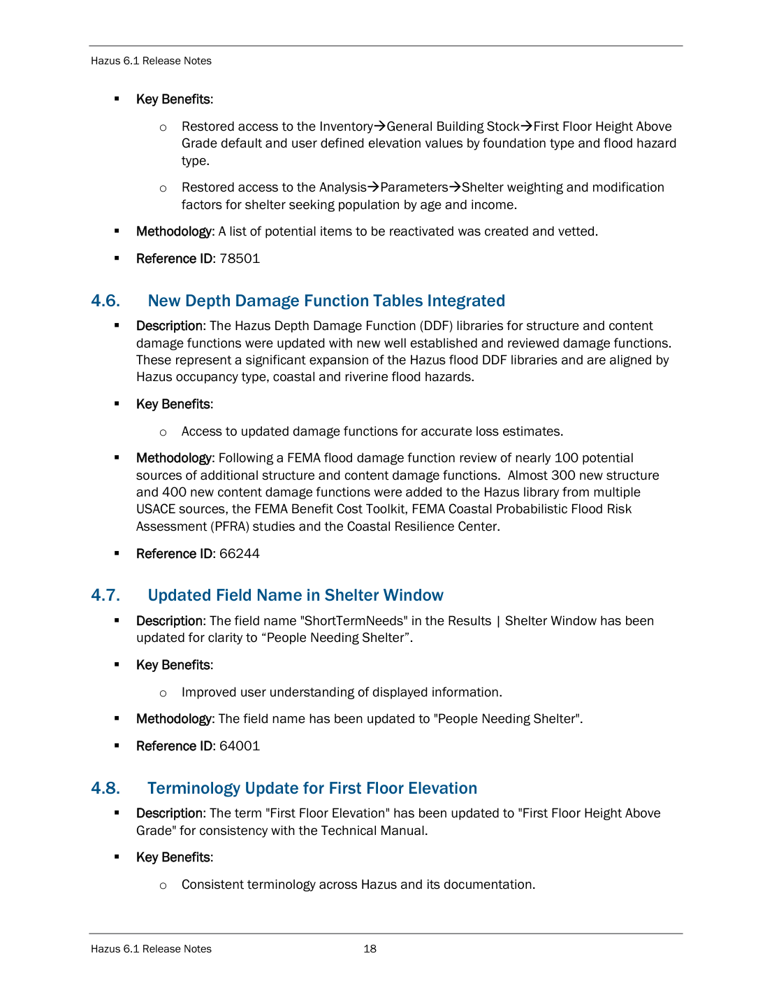 Hazus 6.1 Release Notes
▪ Key Benefits:
o Restored access to the Inventory→General Building Stock→First Floor Height Above
Grade default and user defined elevation values by foundation type and flood hazard
type.
o Restored access to the Analysis→Parameters→Shelter weighting and modification
factors for shelter seeking population by age and income.
▪ Methodology: A list of potential items to be reactivated was created and vetted.
▪ Reference ID: 78501
4.6. New Depth Damage Function Tables Integrated
▪ Description: The Hazus Depth Damage Function (DDF) libraries for structure and content
damage functions were updated with new well established and reviewed damage functions.
These represent a significant expansion of the Hazus flood DDF libraries and are aligned by
Hazus occupancy type, coastal and riverine flood hazards.
▪ Key Benefits:
o Access to updated damage functions for accurate loss estimates.
▪ Methodology: Following a FEMA flood damage function review of nearly 100 potential
sources of additional structure and content damage functions.  Almost 300 new structure
and 400 new content damage functions were added to the Hazus library from multiple
USACE sources, the FEMA Benefit Cost Toolkit, FEMA Coastal Probabilistic Flood Risk
Assessment (PFRA) studies and the Coastal Resilience Center.
▪ Reference ID: 66244
4.7. Updated Field Name in Shelter Window
▪ Description: The field name "ShortTermNeeds" in the Results | Shelter Window has been
updated for clarity to “People Needing Shelter”.
▪ Key Benefits:
o Improved user understanding of displayed information.
▪ Methodology: The field name has been updated to "People Needing Shelter".
▪ Reference ID: 64001
4.8. Terminology Update for First Floor Elevation
▪ Description: The term "First Floor Elevation" has been updated to "First Floor Height Above
Grade" for consistency with the Technical Manual.
▪ Key Benefits:
o Consistent terminology across Hazus and its documentation.
Hazus 6.1 Release Notes 18